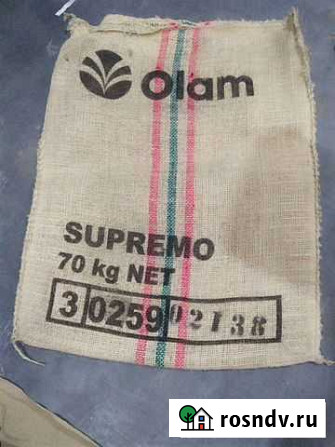 Olam
SUPREMO
70 kg NET
3 0259 02138
rosndv.ru